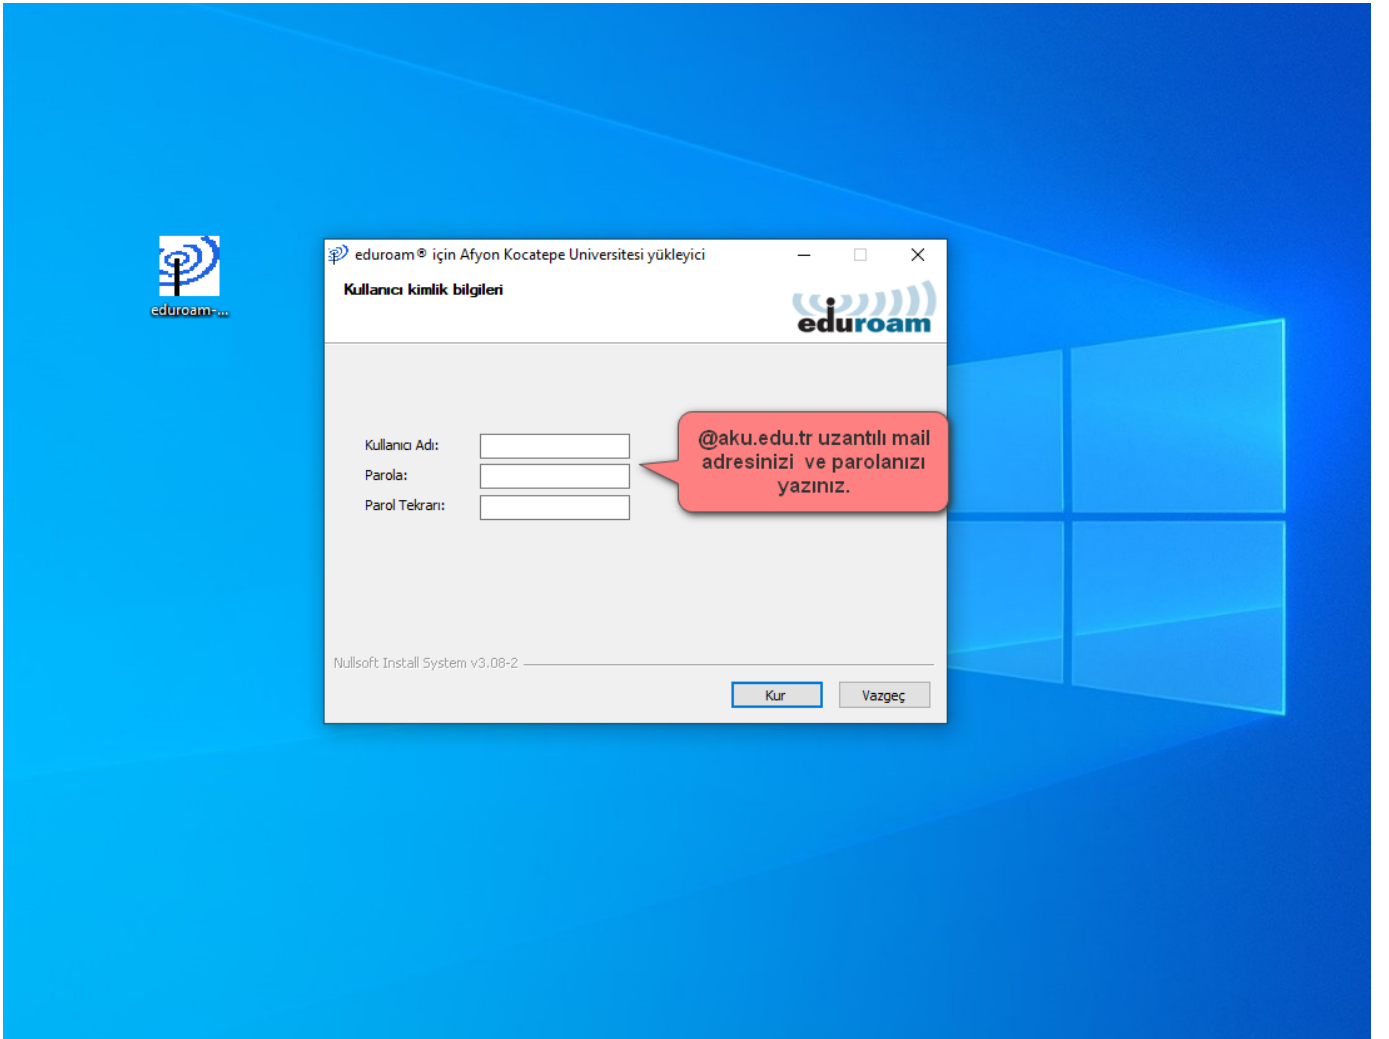 eduroam® için Afyon Kocatepe Universitesi yükleyici
Kullanıcı kimlik bilgileri
eduroam
eduroam-...
Kullanıcı Adı:
Parola:
Parol Tekrarı:
@aku.edu.tr uzantılı mail
adresinizi ve parolanızı
yazınız.
Nullsoft Install System v3.08-2
Kur
Vazgeç